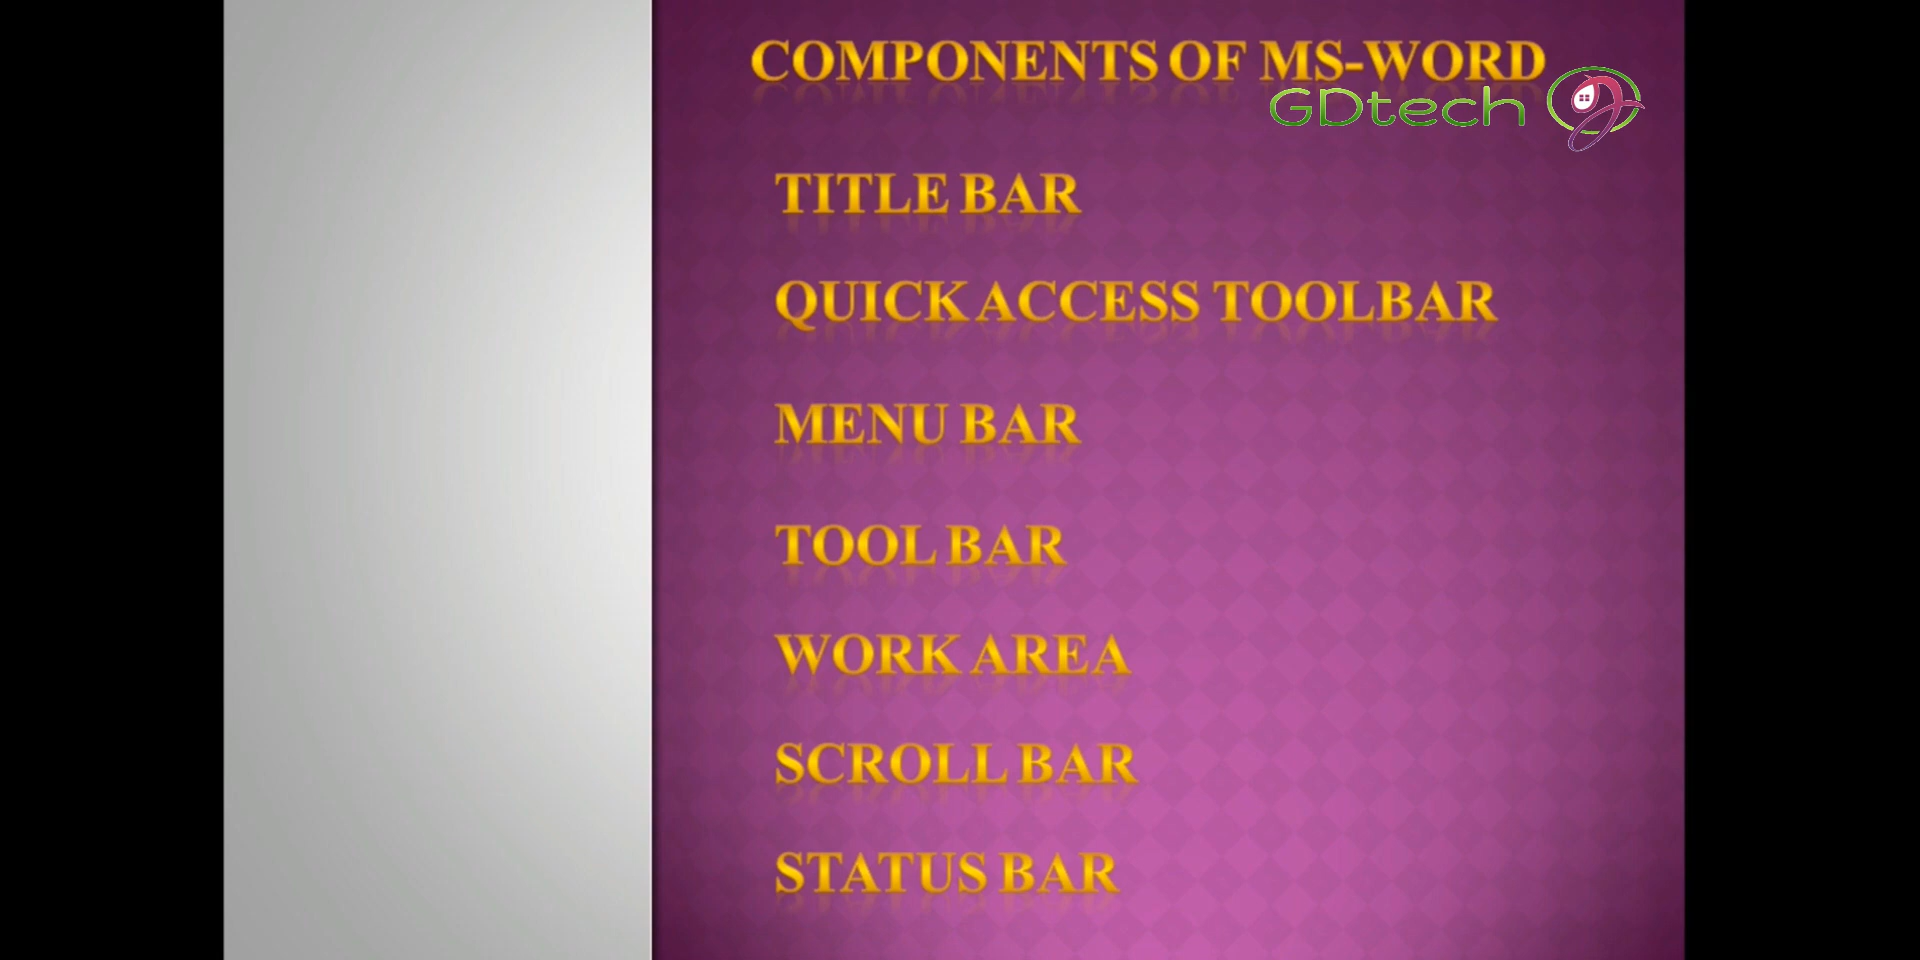 COMPONENTS OF MS-WORD
GDtech
TITLE BAR
QUICK ACCESS TOOLBAR
MENU BAR
TOOL BAR
WORK AREA
SCROLL BAR
STATUS BAR